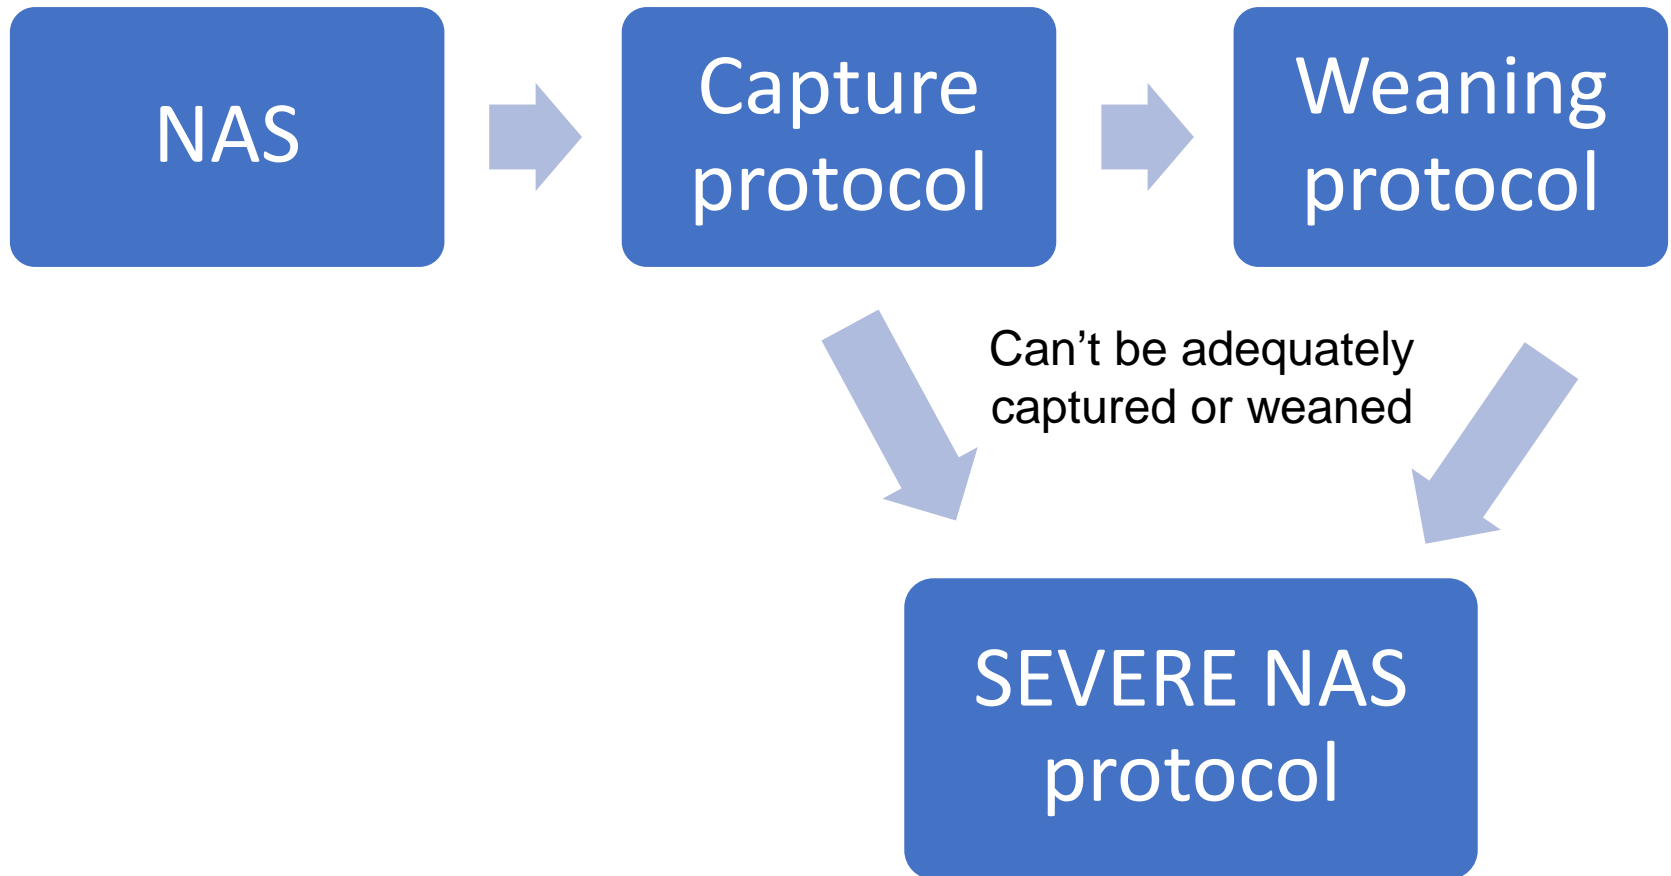 NAS
Capture
protocol
Weaning
protocol
Can’t be adequately
captured or weaned
SEVERE NAS
protocol